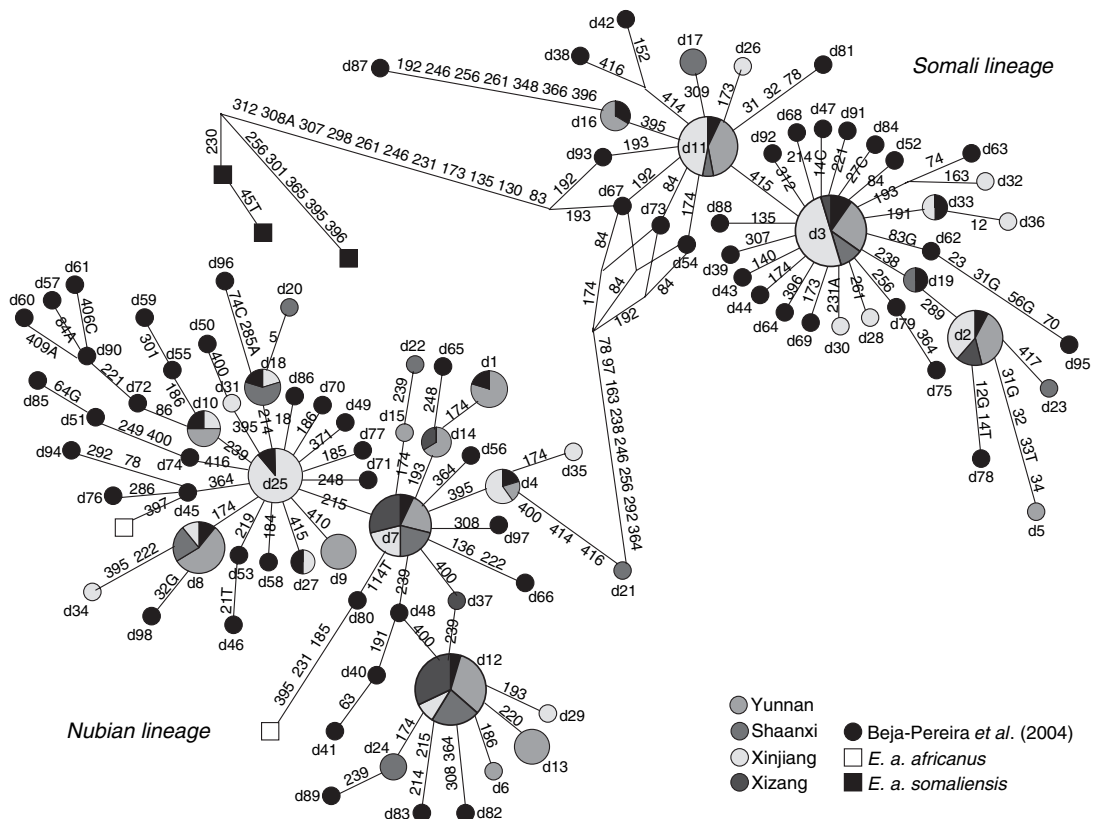 d42
152
d38
416
414
d17
309
d26
173
d81
31 32 78
Somali lineage
d87
192 246 256 261 348 366 396
d16
395
d11
312 308A 307 298 261 246 231 173 135 130 83
230
256 301 365 395 396
45T
d93
193
192
193
192
d67
84
d73
174
d54
84
84
84
174
192
415
d92
312
d68
214
d47
14C
d91
221
d84
27C
d52
84
193
74
d63
163
d32
d3
191
d33
12
d36
d88
135
307
d39
140
d43
174
d44
396
d64
173
d69
231A
d30
261
d28
256
d79
364
d75
83G
d62
23 31G 56G 70
d95
238
d19
289
d2
417
d23
12G 14T
d78
31G 32 33T 34
d5
78 97 163 238 246 256 292 364
d61
d57
d60
406C
84A
409A
d90
221
d72
86
d59
301
d55
186
d10
239
d50
400
d31
395
d96
74C 285A
d20
5
d18
214
d86
18
d70
186
d49
371
d77
185
d71
248
d85
64G
d51
249 400
d74
416
d25
d94
292 78
d76
286
397
d45
364
174
d8
395 222
d34
32G
d98
219
d53
21T
d46
184
d58
415
d27
410
d9
215
d22
239
d15
174
d65
248
d1
174
d14
193
d56
364
d35
174
d4
395
400 414 416
d21
d7
308
d97
136 222
d66
400
d37
239
114T
d80
395 231 185
239
d48
400
191
d40
63
d41
d12
193
d29
220
d13
186
d6
174
d24
239
d89
214 215
d83
308 364
d82
Nubian lineage
Yunnan
Shaanxi
Xinjiang
Xizang
Beja-Pereira et al. (2004)
E. a. africanus
E. a. somaliensis